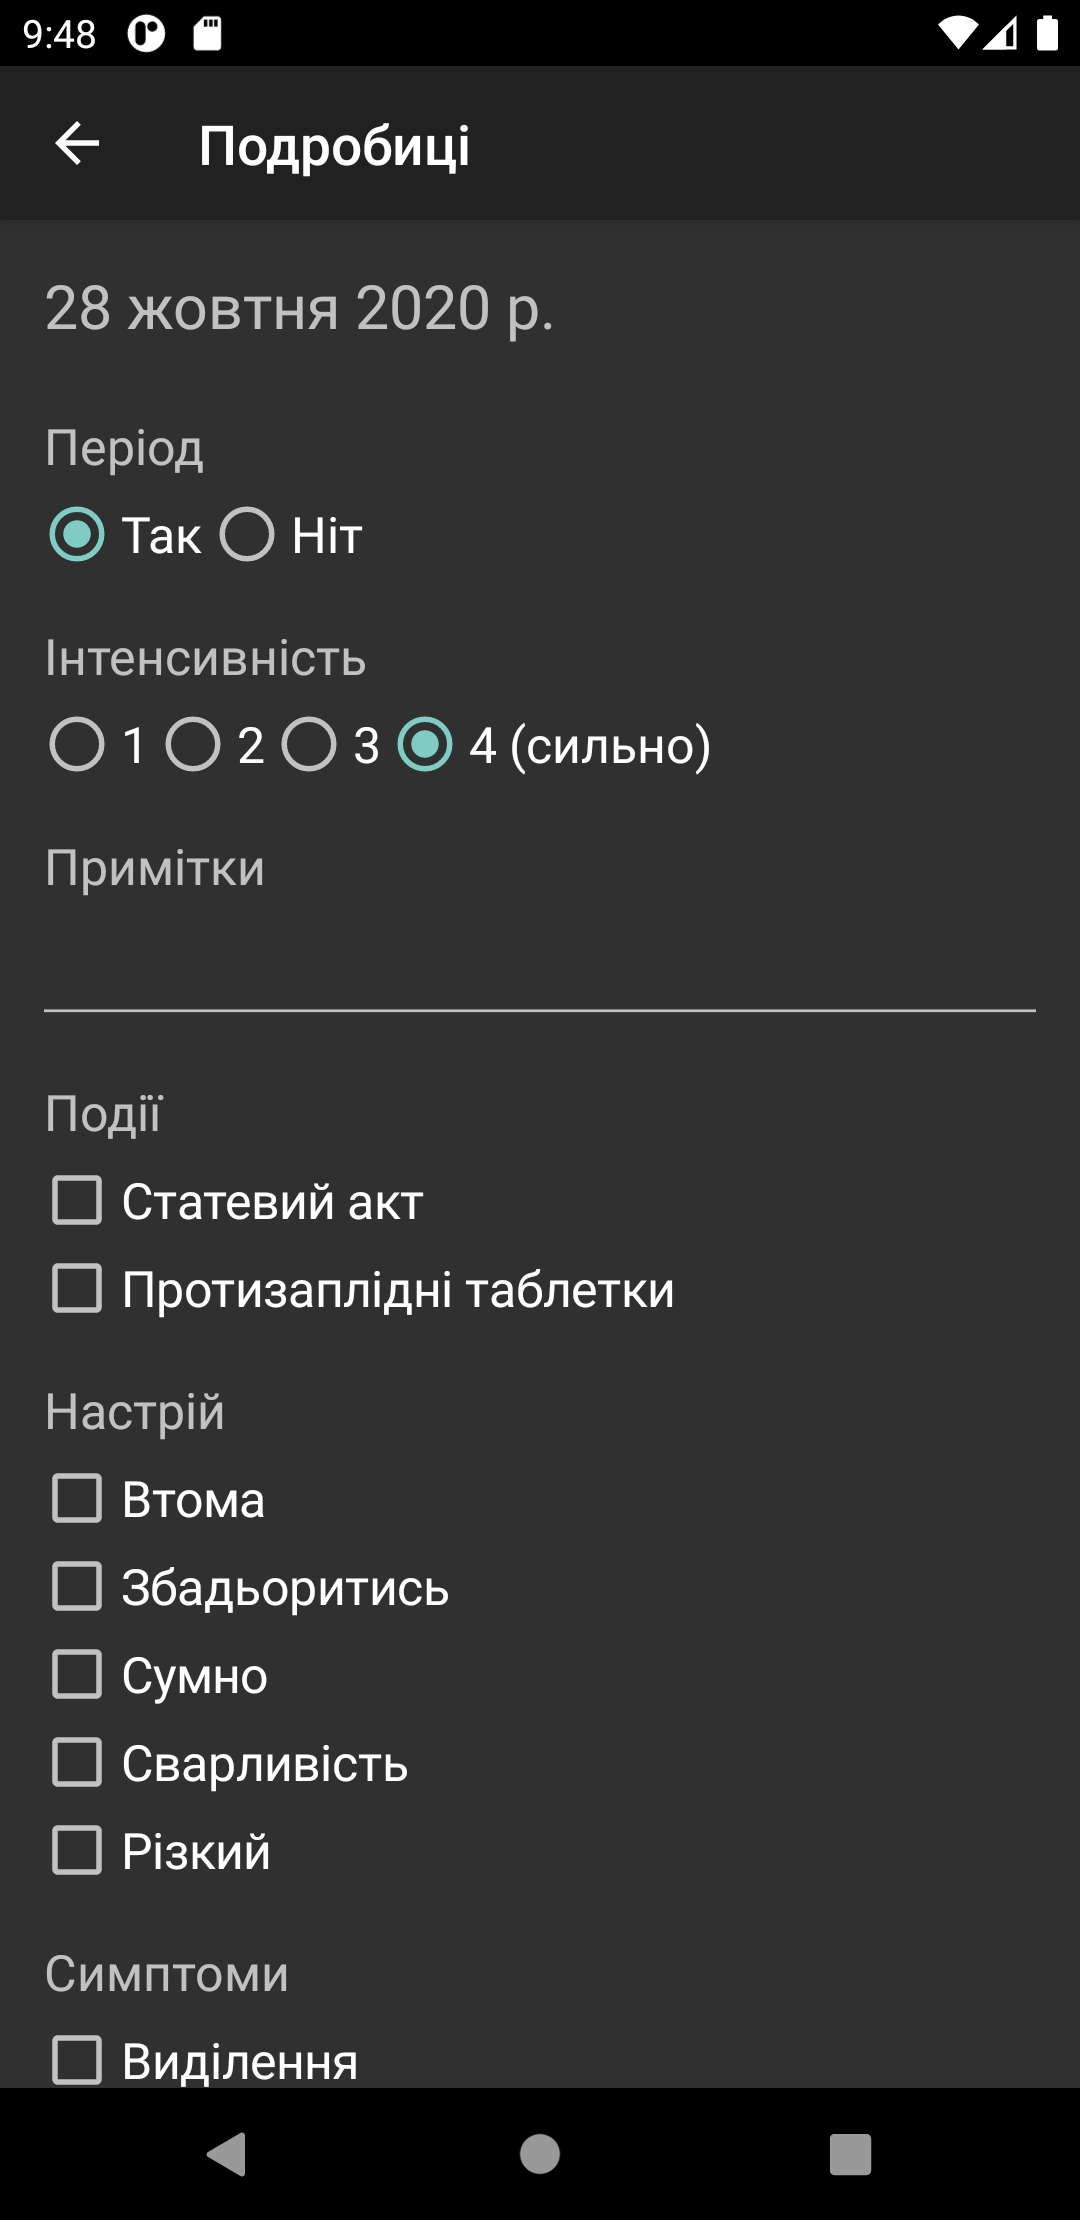 9:48
Подробиці
28 жовтня 2020 р.
Період
Так Ніт
Інтенсивність
1 2 3 4 (сильно)
Примітки
Події
Статевий акт
Протизаплідні таблетки
Настрій
Втома
Збадьоритись
Сумно
Сварливість
Різкий
Симптоми
Виділення